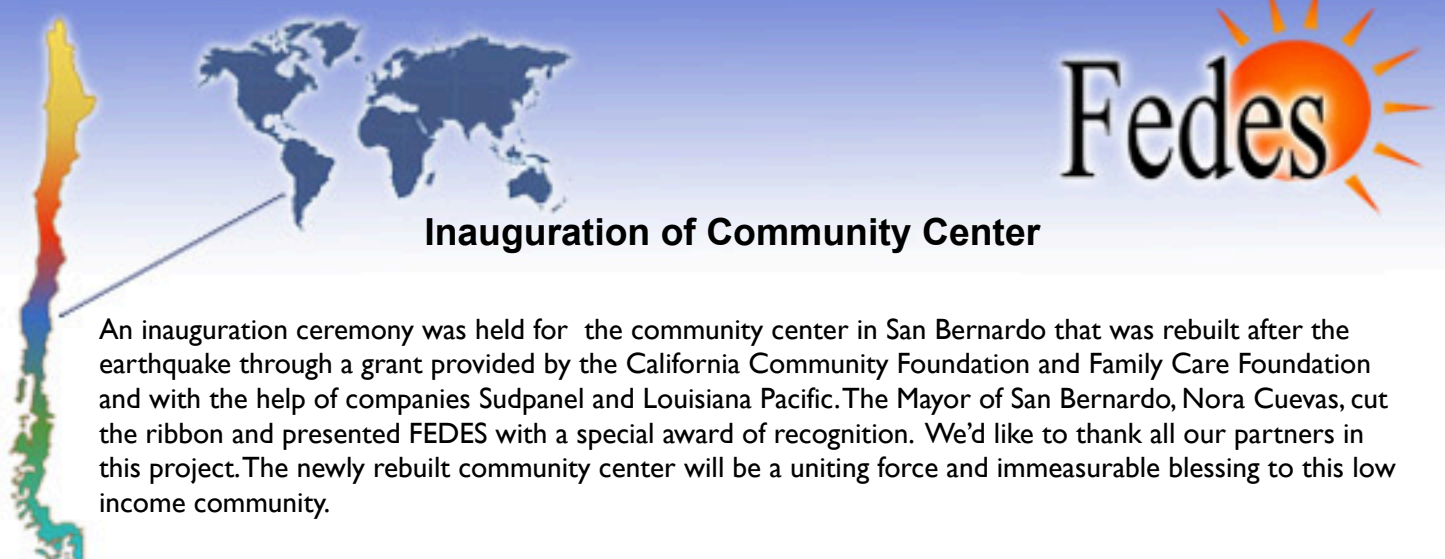 Fedes
Inauguration of Community Center
An inauguration ceremony was held for  the community center in San Bernardo that was rebuilt after the
earthquake through a grant provided by the California Community Foundation and Family Care Foundation
and with the help of companies Sudpanel and Louisiana Pacific. The Mayor of San Bernardo, Nora Cuevas, cut
the ribbon and presented FEDES with a special award of recognition.  We'd like to thank all our partners in
this project. The newly rebuilt community center will be a uniting force and immeasurable blessing to this low
income community.